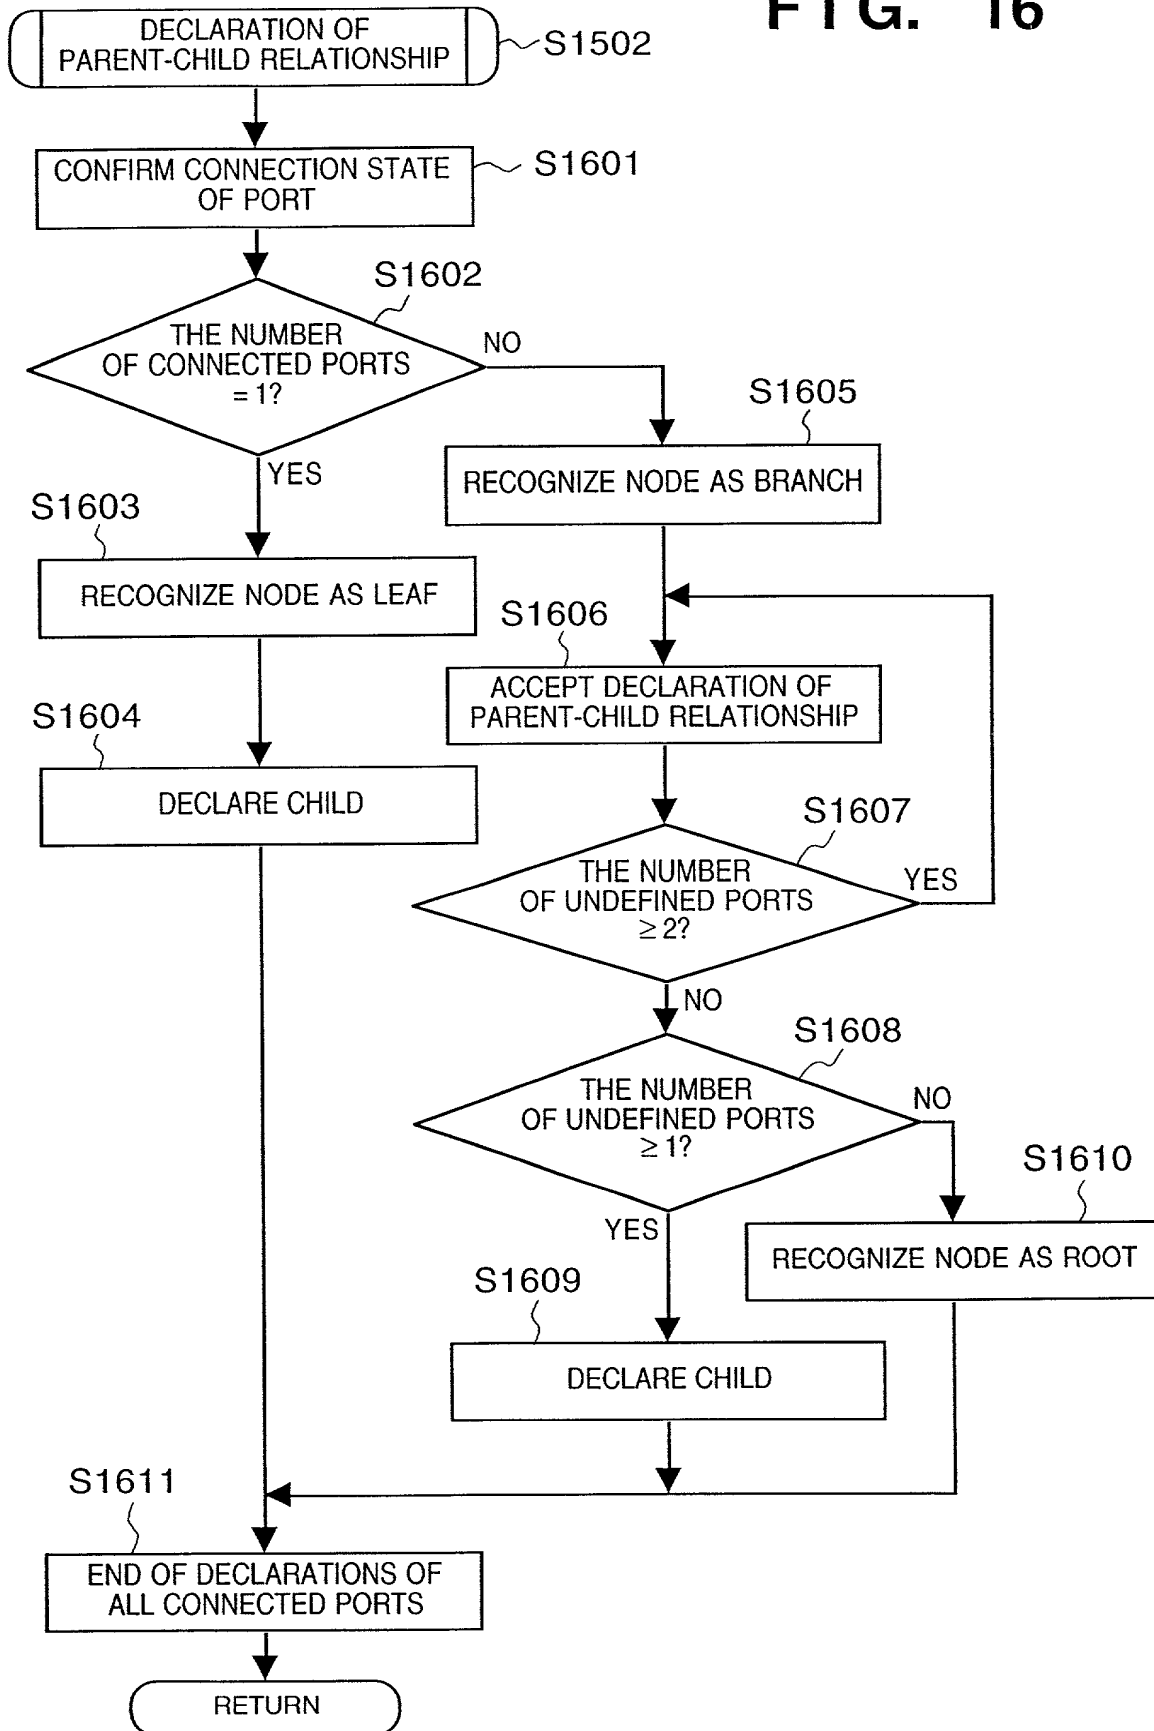 FIG. 16
DECLARATION OF
PARENT-CHILD RELATIONSHIP
S1502
CONFIRM CONNECTION STATE
OF PORT
S1601
S1602
THE NUMBER
OF CONNECTED PORTS
= 1?
NO
YES
S1605
RECOGNIZE NODE AS BRANCH
S1603
RECOGNIZE NODE AS LEAF
S1606
ACCEPT DECLARATION OF
PARENT-CHILD RELATIONSHIP
S1604
DECLARE CHILD
S1607
THE NUMBER
OF UNDEFINED PORTS
≥ 2?
YES
NO
S1608
THE NUMBER
OF UNDEFINED PORTS
≥ 1?
NO
YES
S1610
RECOGNIZE NODE AS ROOT
S1609
DECLARE CHILD
S1611
END OF DECLARATIONS OF
ALL CONNECTED PORTS
RETURN